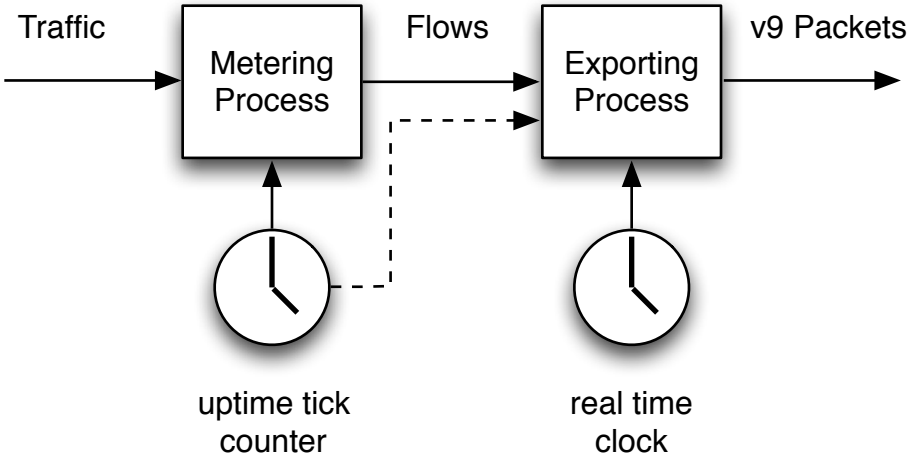 Traffic
Metering
Process
Flows
Exporting
Process
v9 Packets
uptime tick
counter
real time
clock